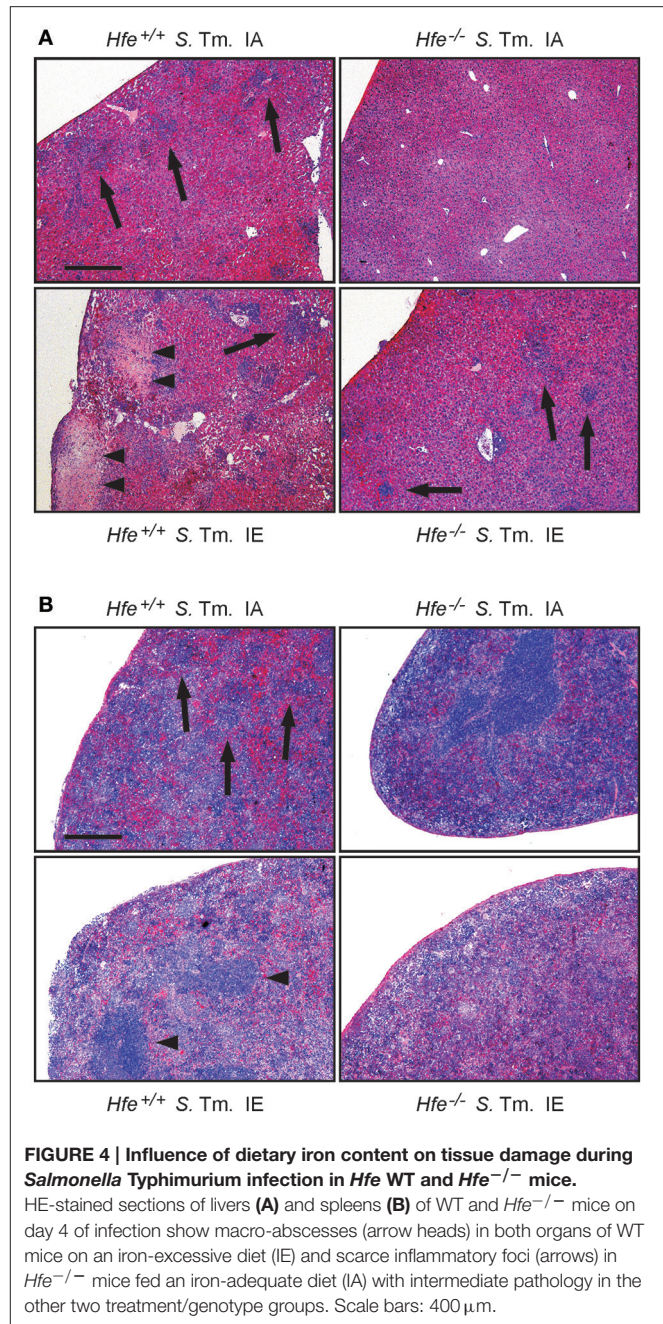 A
Hfe+/+ S. Tm. IA
Hfe-/- S. Tm. IA
Hfe+/+ S. Tm. IE
Hfe-/- S. Tm. IE
B
Hfe+/+ S. Tm. IA
Hfe-/- S. Tm. IA
Hfe+/+ S. Tm. IE
Hfe-/- S. Tm. IE
FIGURE 4 | Influence of dietary iron content on tissue damage during
Salmonella Typhimurium infection in Hfe WT and Hfe−/− mice.
HE-stained sections of livers (A) and spleens (B) of WT and Hfe−/− mice on
day 4 of infection show macro-abscesses (arrow heads) in both organs of WT
mice on an iron-excessive diet (IE) and scarce inflammatory foci (arrows) in
Hfe−/− mice fed an iron-adequate diet (IA) with intermediate pathology in the
other two treatment/genotype groups. Scale bars: 400 μm.